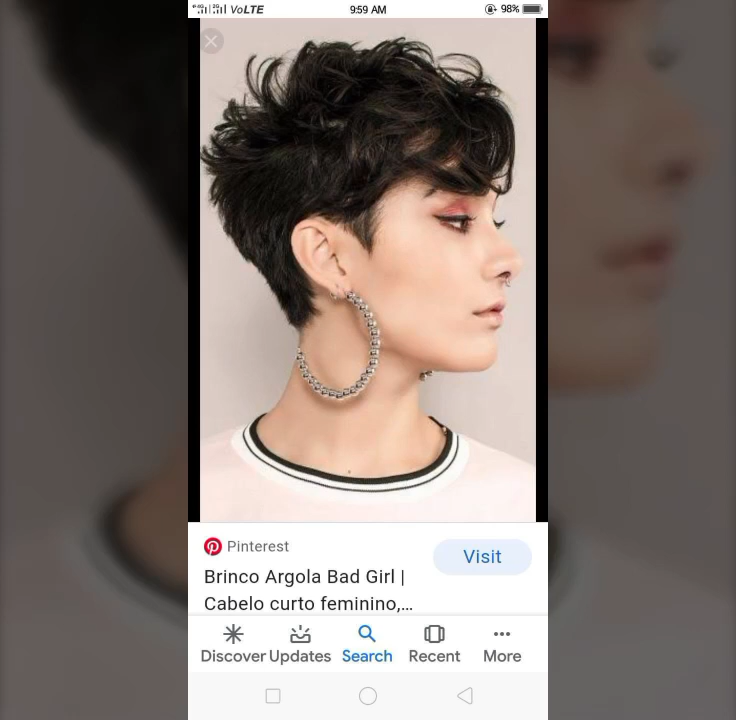 VoLTE 9:59 AM 98%
Pinterest
Visit
Brinco Argola Bad Girl |
Cabelo curto feminino,...
Discover Updates Search Recent More